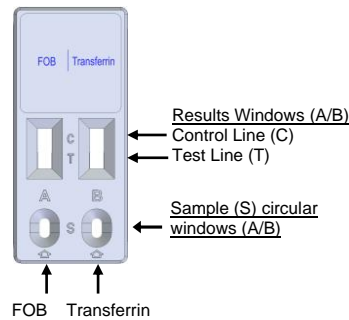 FOB Transferrin
Results Windows (A/B)
C Control Line (C)
T Test Line (T)
A B
Sample (S) circular
S windows (A/B)
FOB Transferrin